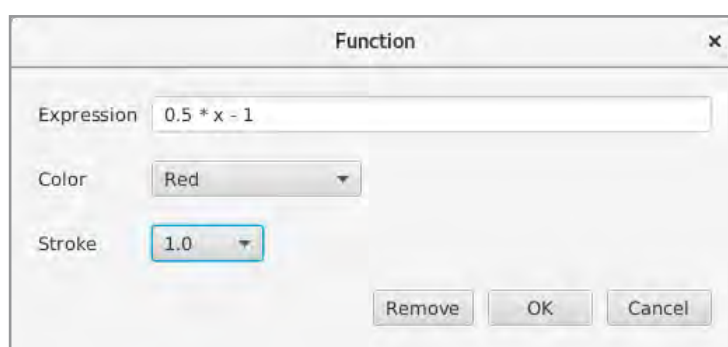 Function
Expression 0.5 * x - 1
Color Red
Stroke 1.0
Remove OK Cancel